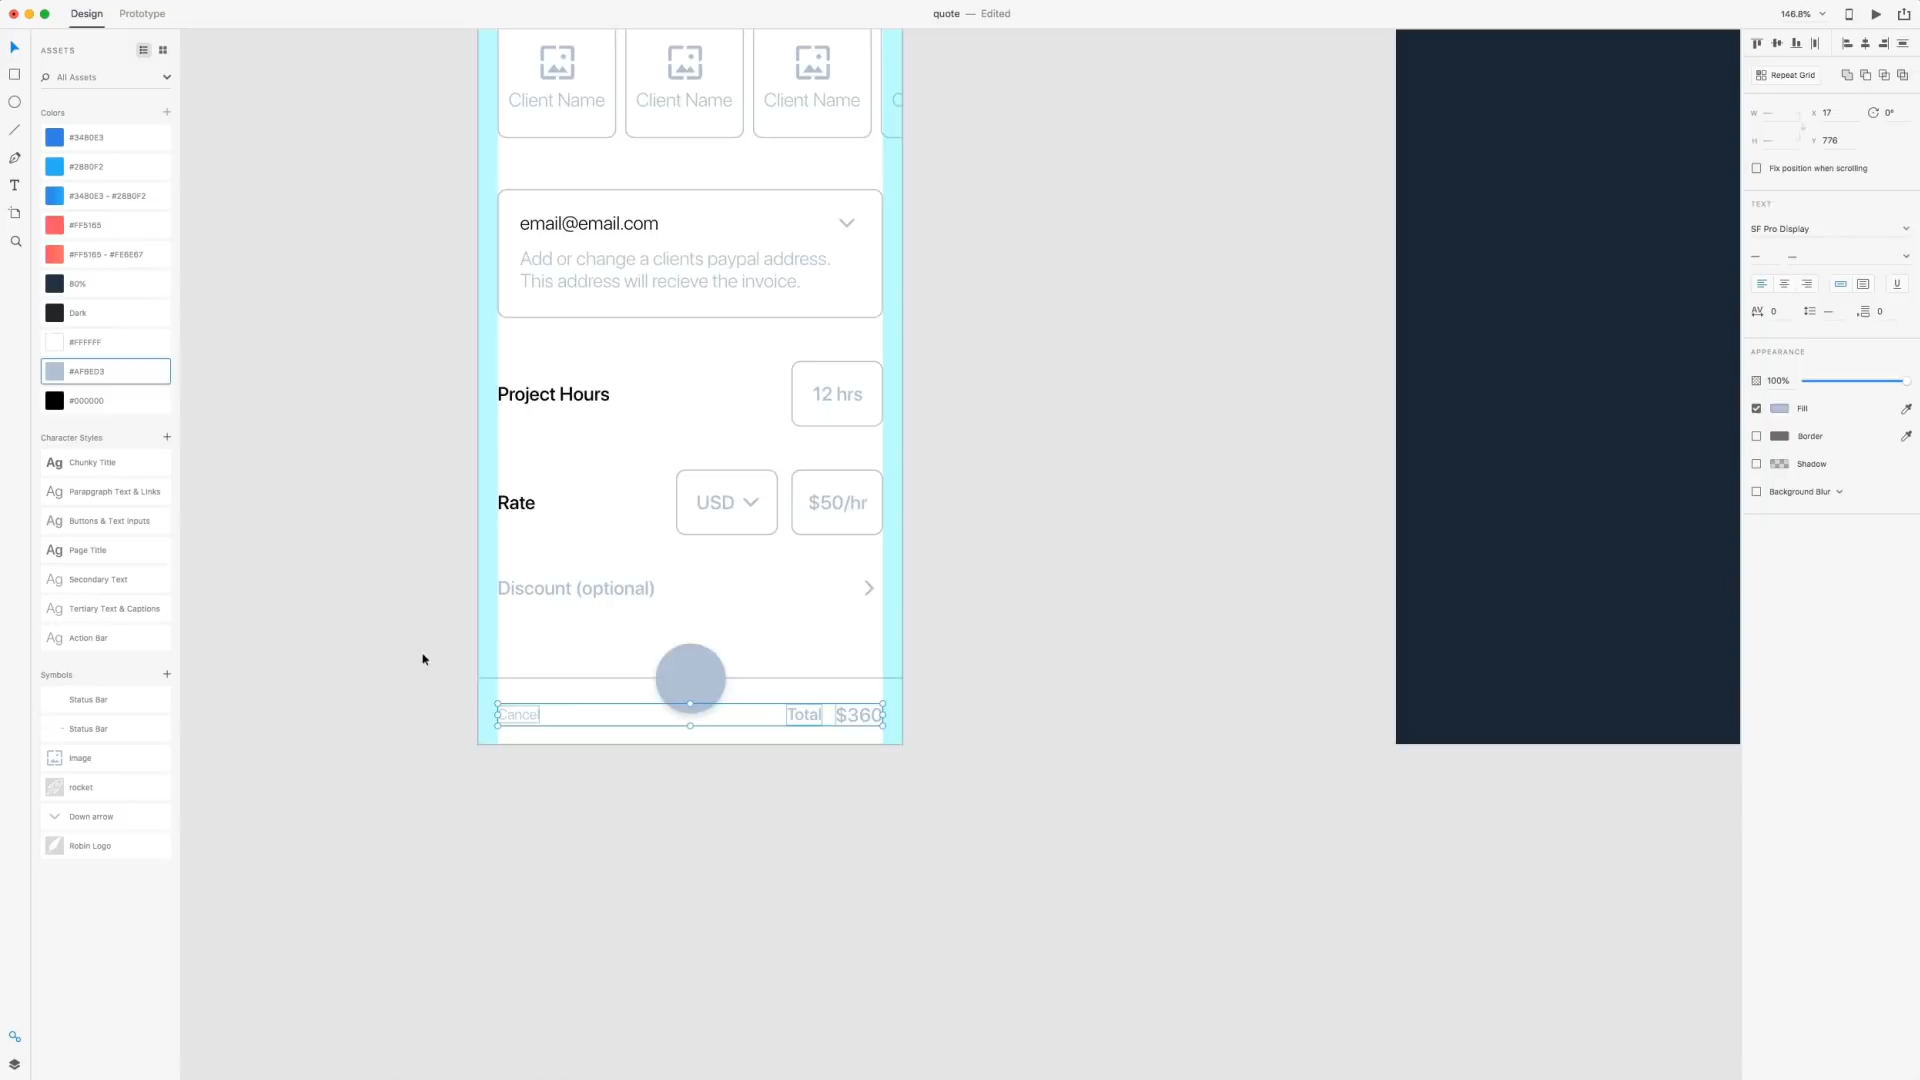 Design
Prototype
quote — Edited
146.8%
ASSETS
All Assets
Colors
#3480E3
#28B0F2
#3480E3 - #28B0F2
#FF5165
#FF5165 - #FE6E67
80%
Dark
#FFFFFF
#AFBED3
#000000
Character Styles
Ag Chunky Title
Ag Parapgraph Text & Links
Ag Buttons & Text Inputs
Ag Page Title
Ag Secondary Text
Ag Tertiary Text & Captions
Ag Action Bar
Symbols
Status Bar
Status Bar
image
rocket
Down arrow
Robin Logo
Client Name
Client Name
Client Name
C
email@email.com
Add or change a clients paypal address.
This address will recieve the invoice.
Project Hours
12 hrs
Rate
USD
$50/hr
Discount (optional)
Cancel
Total
$360
Repeat Grid
W —
X 17
0°
H —
Y 776
Fix position when scrolling
TEXT
SF Pro Display
— —
U
AV 0
—
0
APPEARANCE
100%
Fill
Border
Shadow
Background Blur
T